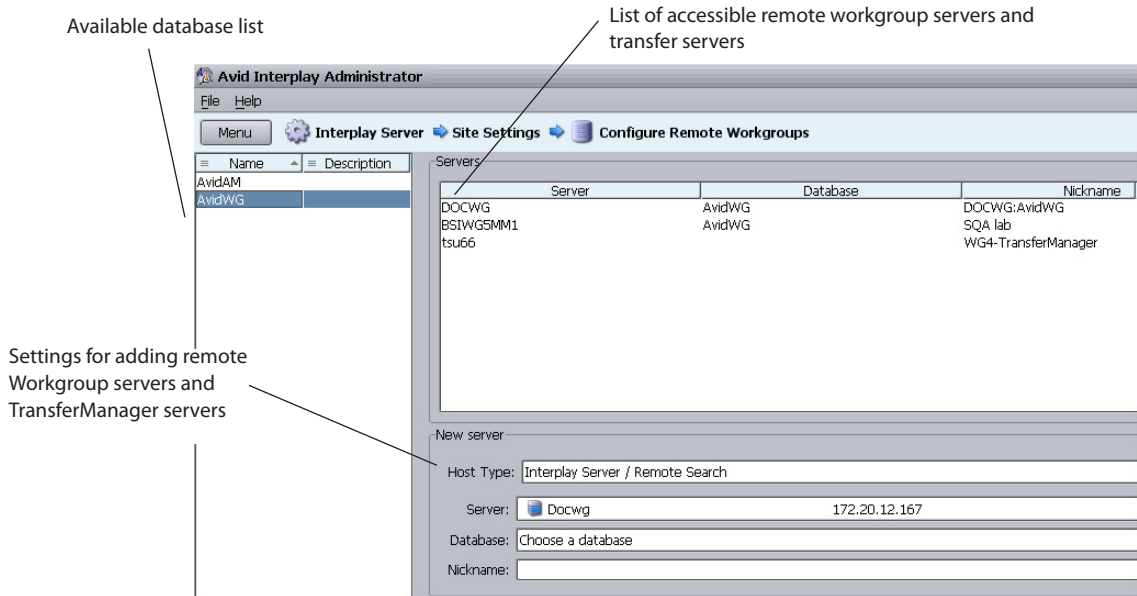 Available database list
List of accessible remote workgroup servers and
transfer servers
Avid Interplay Administrator
File Help
Menu Interplay Server Site Settings Configure Remote Workgroups
Name Description
AvidAM
AvidWG
Servers
Server Database Nickname
DOCWG AvidWG DOCWG:AvidWG
BSIWG5MM1 AvidWG SQA lab
tsu66 WG4-TransferManager
Settings for adding remote
Workgroup servers and
TransferManager servers
New server
Host Type: Interplay Server / Remote Search
Server: Docwg 172.20.12.167
Database: Choose a database
Nickname: